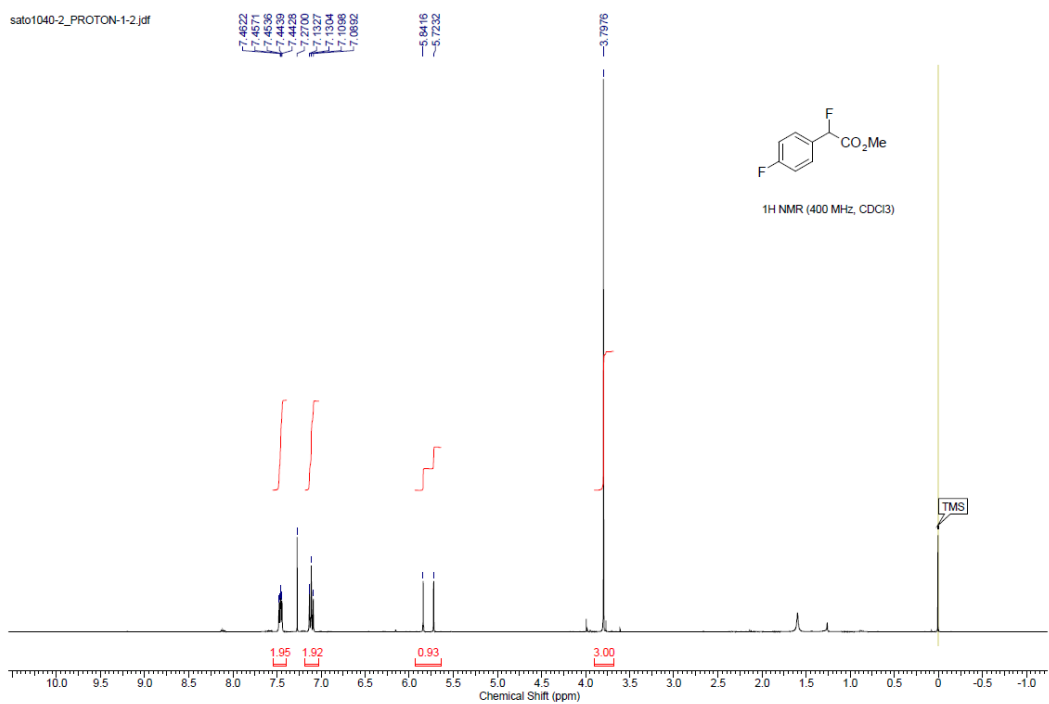 sato1040-2_PROTON-1-2.jdf
7.4622
7.4571
7.4536
7.4439
7.4428
7.2700
7.1327
7.1304
7.1098
7.0892
5.8416
5.7232
3.7976
F
CO2Me
F
1H NMR (400 MHz, CDCl3)
TMS
1.95 1.92 0.93 3.00
10.0 9.5 9.0 8.5 8.0 7.5 7.0 6.5 6.0 5.5 5.0 4.5 4.0 3.5 3.0 2.5 2.0 1.5 1.0 0.5 0 -0.5 -1.0
Chemical Shift (ppm)